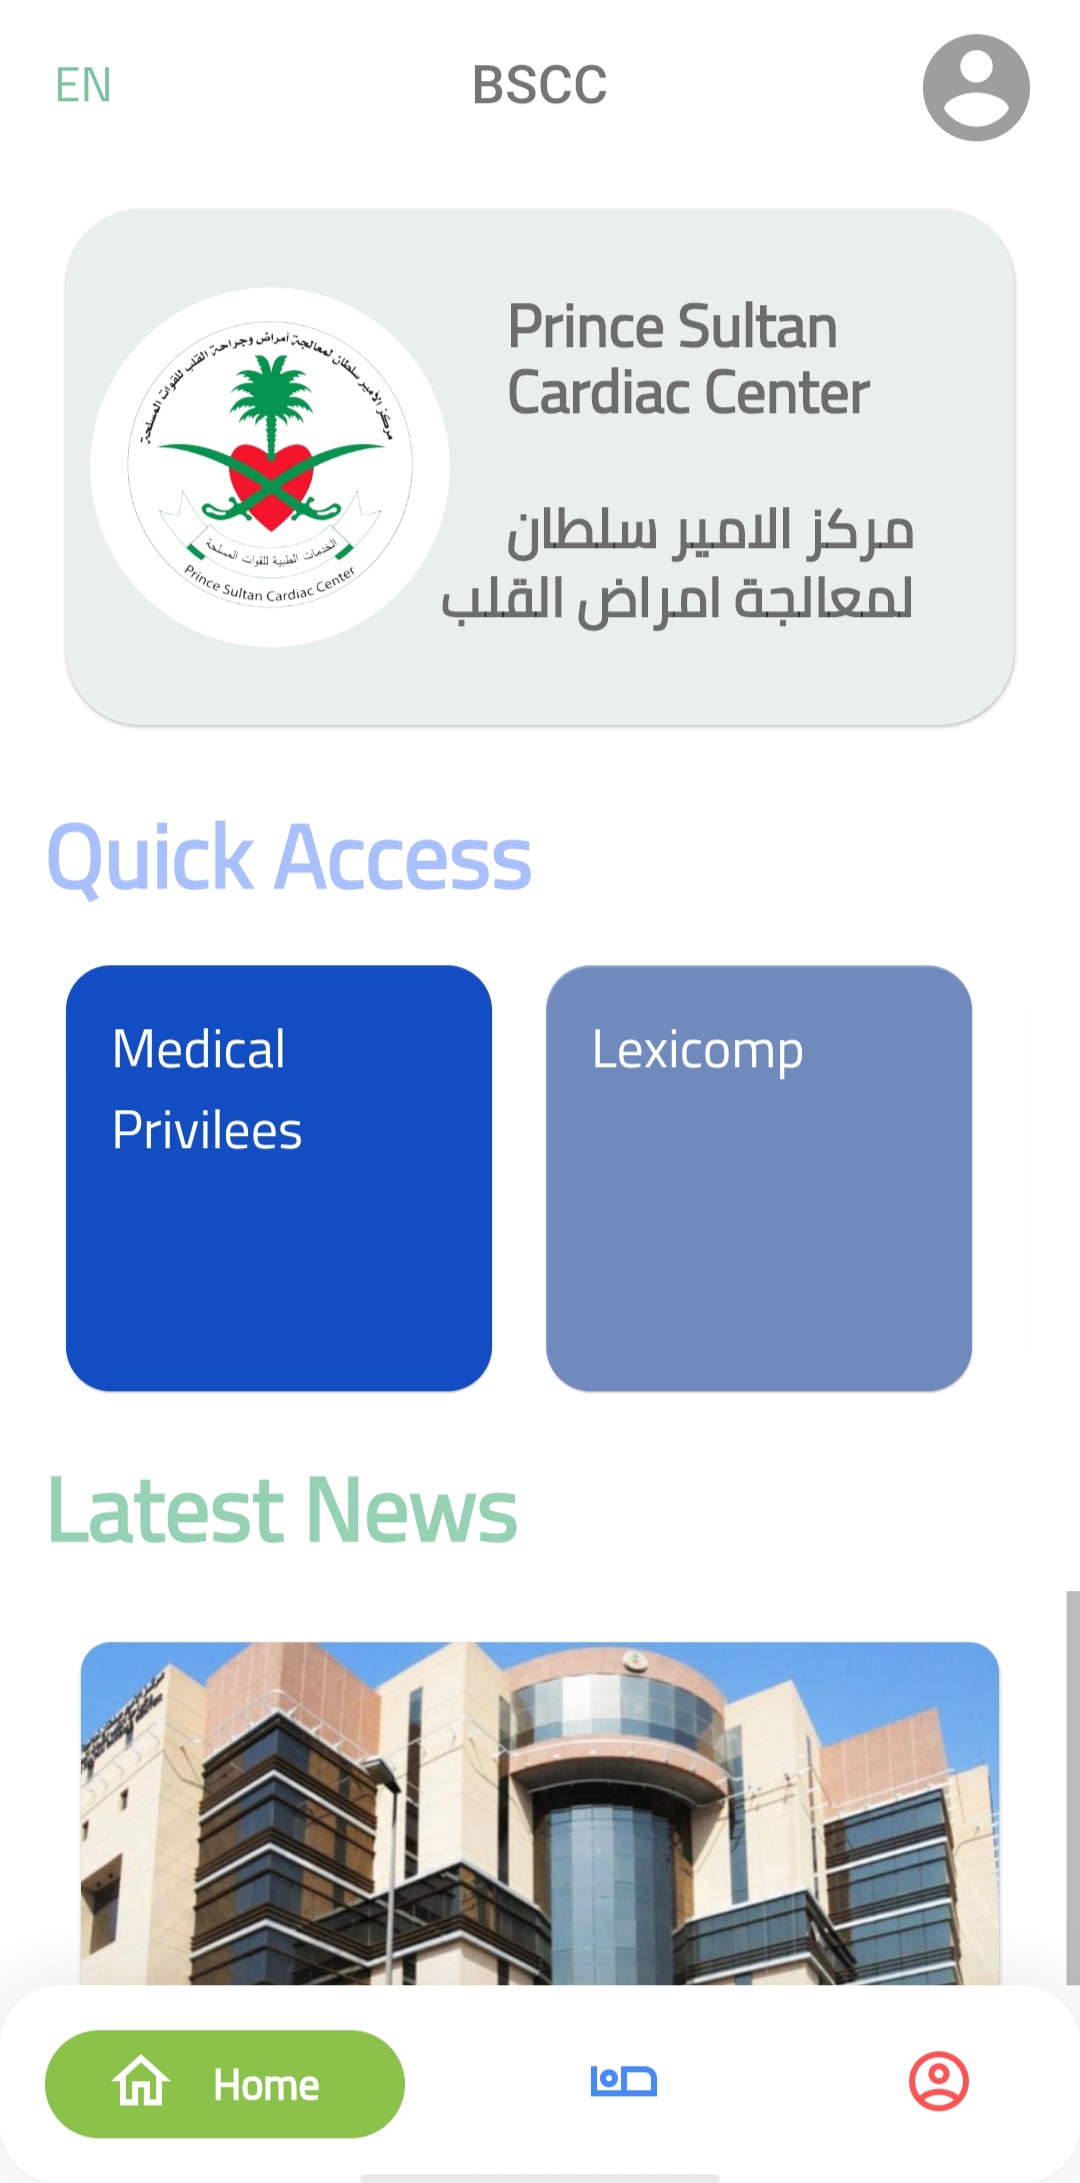 EN
BSCC
Prince Sultan
Cardiac Center
مركز الامير سلطان
لمعالجة امراض القلب
مركز الأمير سلطان لمعالجة أمراض وجراحة القلب للقوات المسلحة
الخدمات الطبية للقوات المسلحة
Prince Sultan Cardiac Center
Quick Access
Medical
Privilees
Lexicomp
Latest News
Home